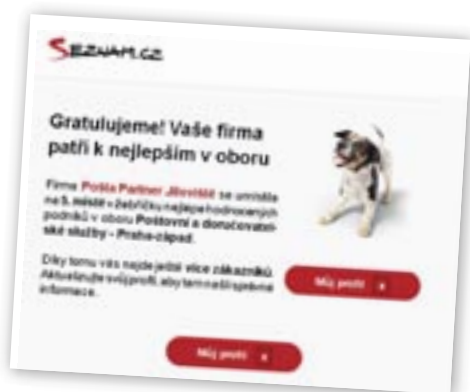 SEZNAM.CZ
Gratulujeme! Vaše firma
patří k nejlepším v oboru
Firma Pošta Partner Jíloviště se umístila
na 5. místě v žebříčku nejlépe hodnocených
podniků v oboru Poštovní a doručovatel-
ské služby - Praha-západ.
Díky tomu vás najde ještě více zákazníků.
Aktualizujte svůj profil, aby tam našli správné
informace.
Můj profil
Můj profil